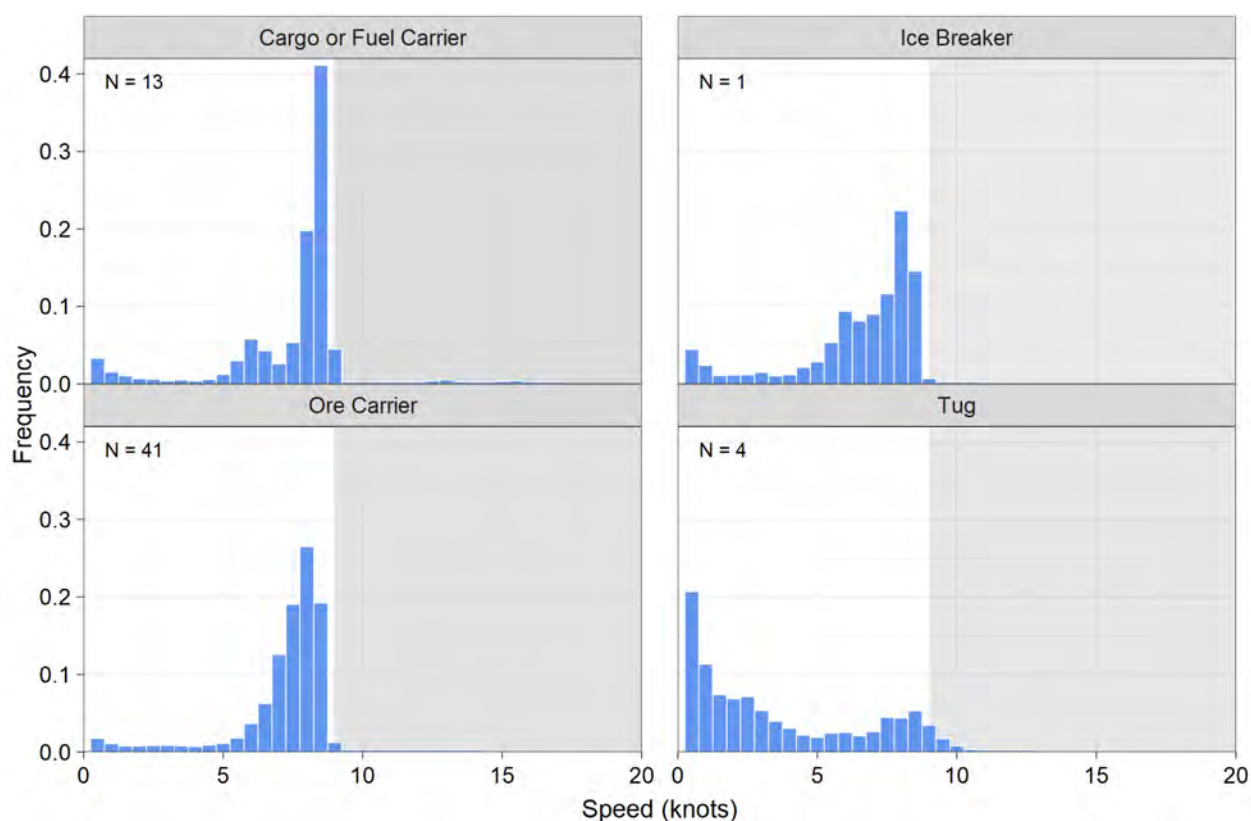 Cargo or Fuel Carrier
Ice Breaker
N = 13
N = 1
0.4
0.3
0.2
0.1
0.0
Ore Carrier
Tug
N = 41
N = 4
0.4
0.3
0.2
0.1
0.0
Frequency
0 5 10 15 20
0 5 10 15 20
Speed (knots)